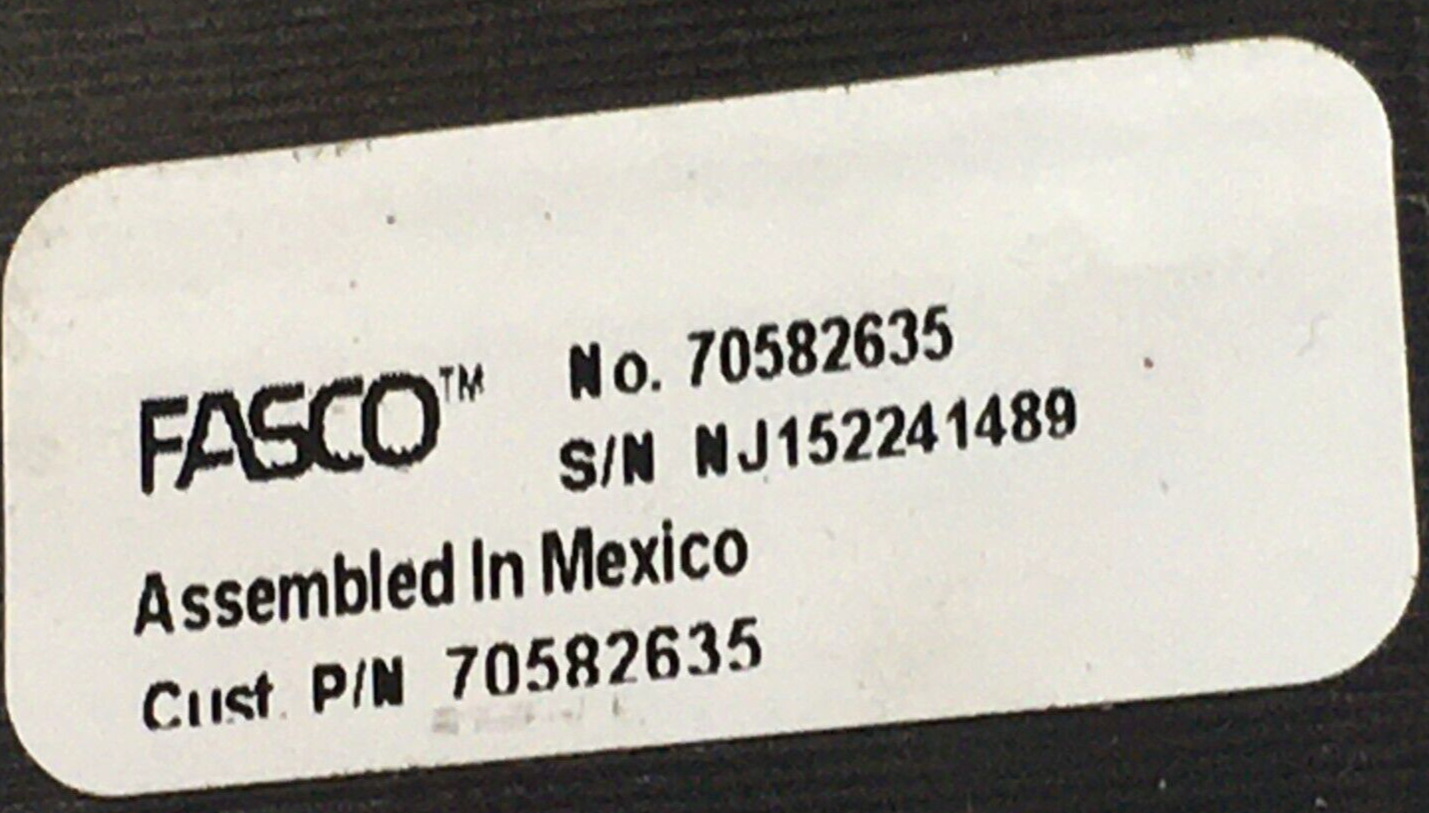 FASCO™ No. 70582635
S/N NJ152241489
Assembled In Mexico
Cust. P/N 70582635